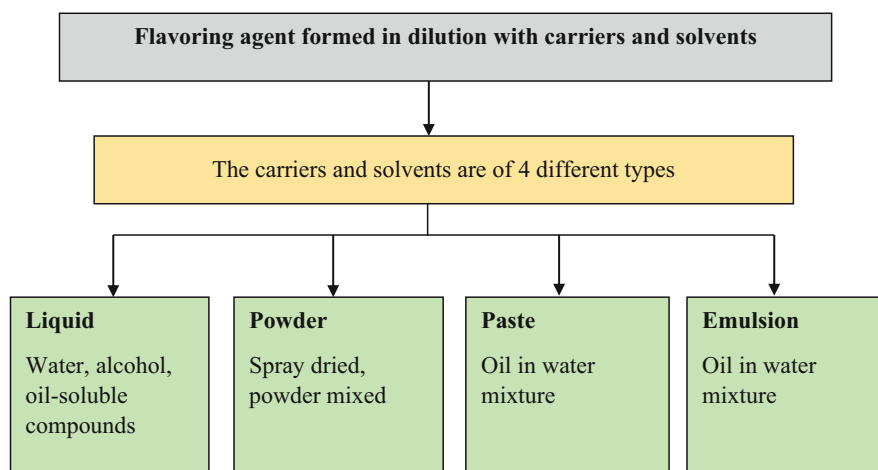 Flavoring agent formed in dilution with carriers and solvents
The carriers and solvents are of 4 different types
Liquid
Water, alcohol,
oil-soluble
compounds
Powder
Spray dried,
powder mixed
Paste
Oil in water
mixture
Emulsion
Oil in water
mixture